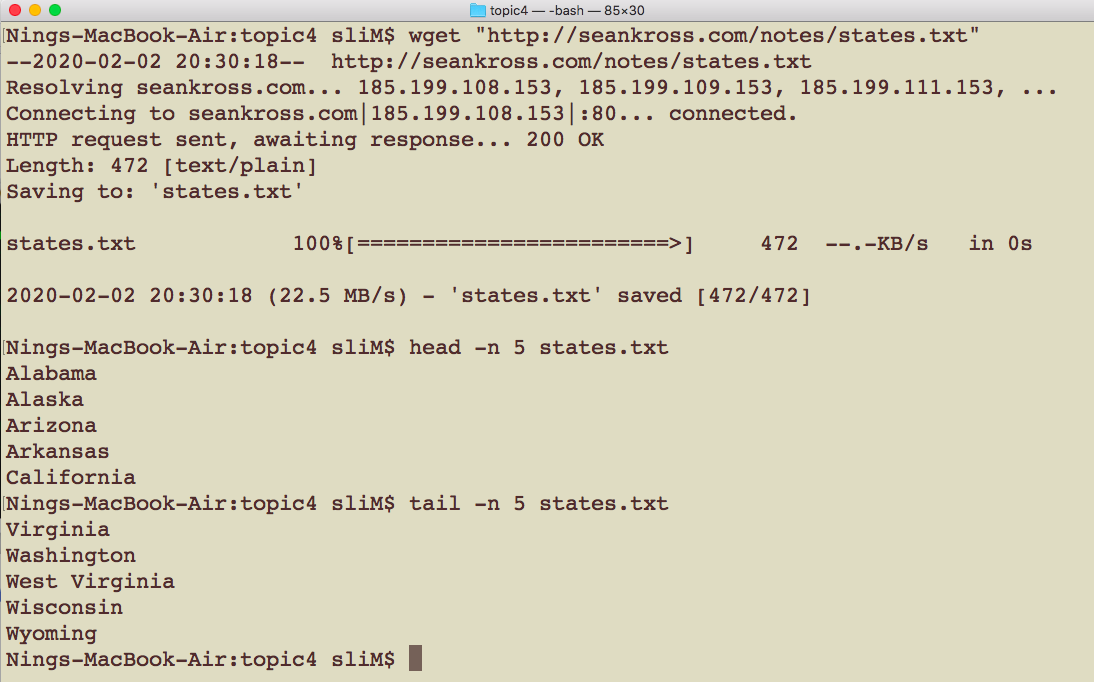 topic4 — -bash — 85×30
Nings-MacBook-Air:topic4 sliM$ wget "http://seankross.com/notes/states.txt"
--2020-02-02 20:30:18--  http://seankross.com/notes/states.txt
Resolving seankross.com... 185.199.108.153, 185.199.109.153, 185.199.111.153, ...
Connecting to seankross.com|185.199.108.153|:80... connected.
HTTP request sent, awaiting response... 200 OK
Length: 472 [text/plain]
Saving to: 'states.txt'
states.txt            100%[========================>]     472  --.-KB/s   in 0s
2020-02-02 20:30:18 (22.5 MB/s) - 'states.txt' saved [472/472]
Nings-MacBook-Air:topic4 sliM$ head -n 5 states.txt
Alabama
Alaska
Arizona
Arkansas
California
Nings-MacBook-Air:topic4 sliM$ tail -n 5 states.txt
Virginia
Washington
West Virginia
Wisconsin
Wyoming
Nings-MacBook-Air:topic4 sliM$